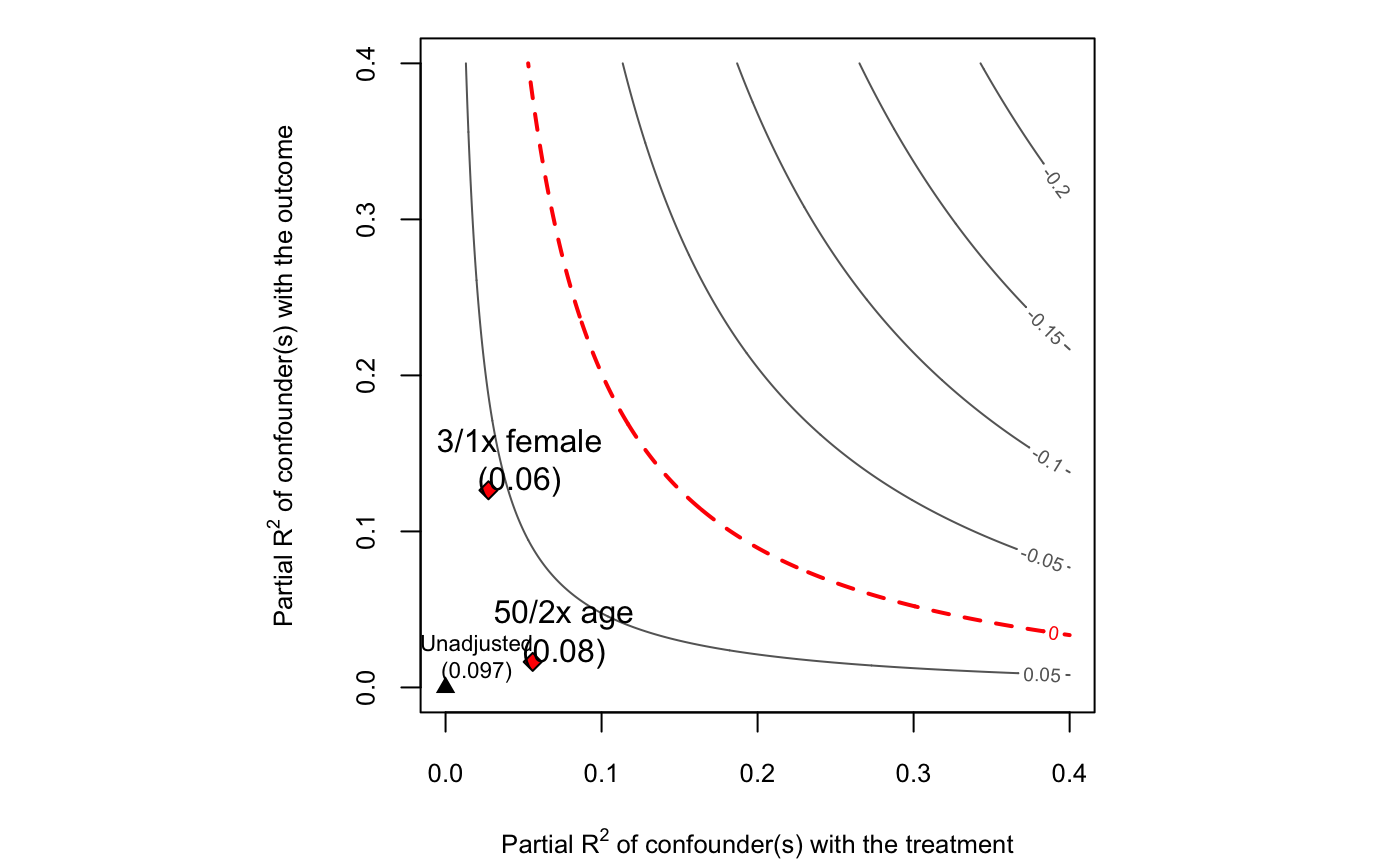 Partial R² of confounder(s) with the outcome
0.4
0.3
0.2
0.1
0.0
-0.2
-0.15
-0.1
-0.05
0
0.05
3/1x female
(0.06)
50/2x age
(0.08)
Unadjusted
(0.097)
0.0 0.1 0.2 0.3 0.4
Partial R² of confounder(s) with the treatment